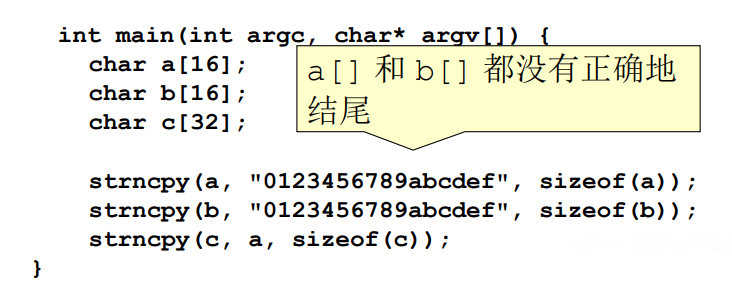 int main(int argc, char* argv[]) {
char a[16];
a[] 和 b[] 都没有正确地
char b[16];
结尾
char c[32];
strncpy(a, "0123456789abcdef", sizeof(a));
strncpy(b, "0123456789abcdef", sizeof(b));
strncpy(c, a, sizeof(c));
}